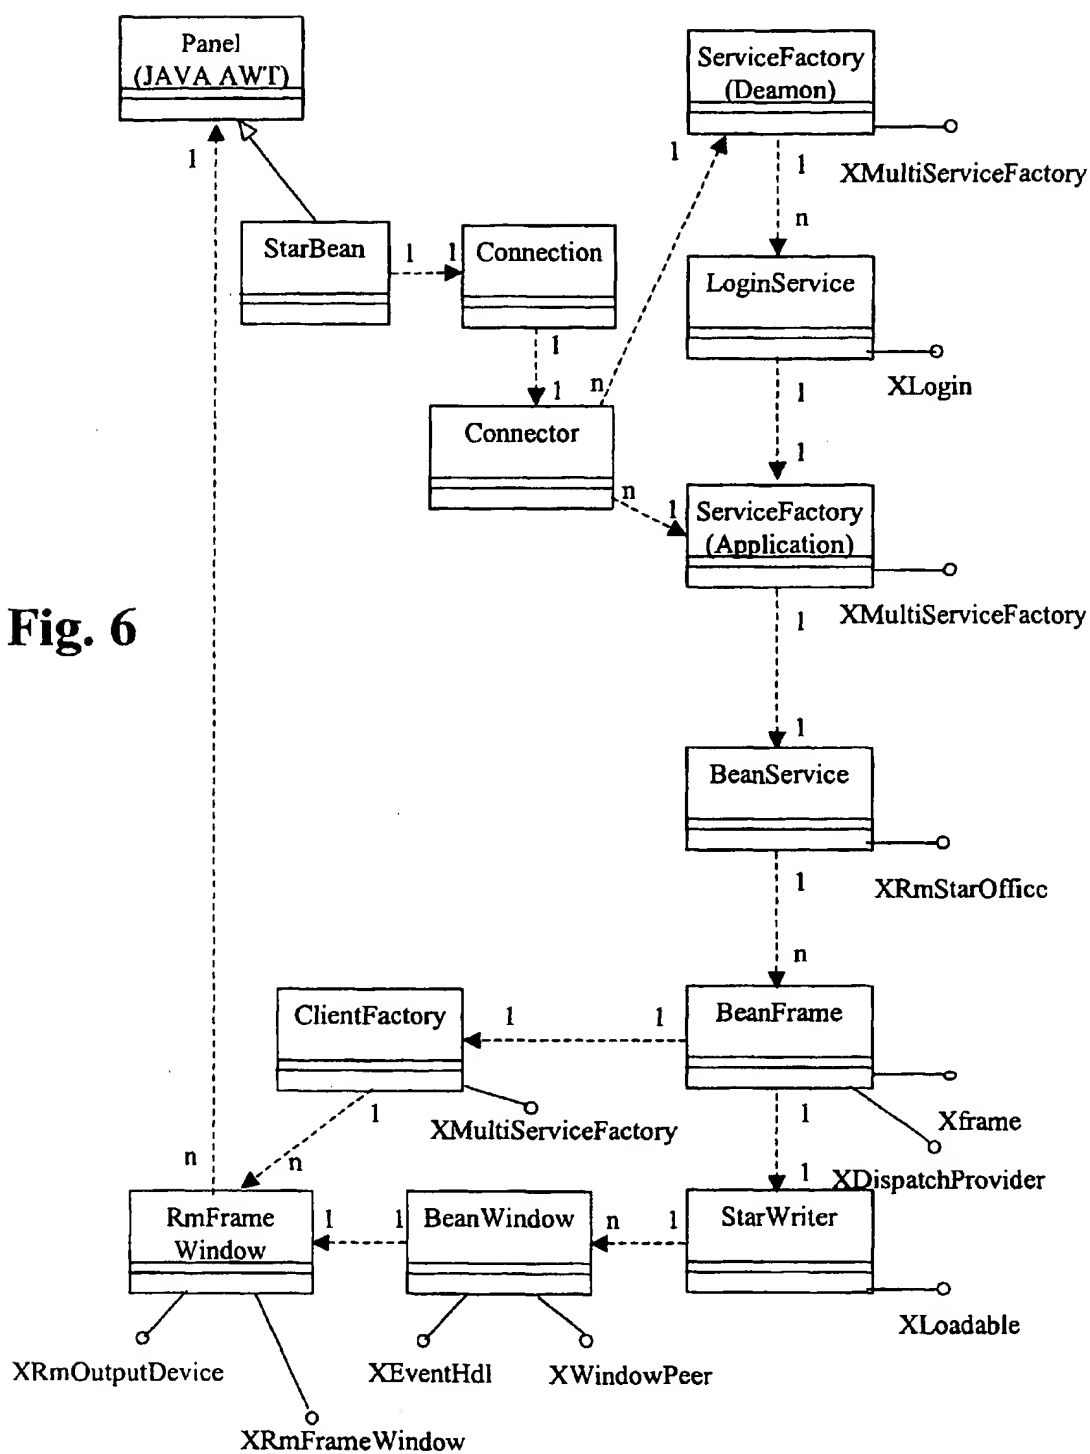 Panel
(JAVA AWT)
ServiceFactory
(Deamon)
1
1
1
XMultiServiceFactory
n
StarBean
1
1
Connection
LoginService
1
XLogin
n
1
1
Connector
1
n
1
ServiceFactory
(Application)
Fig. 6
1
XMultiServiceFactory
1
BeanService
1
XRmStarOffice
n
ClientFactory
1
1
BeanFrame
1
XMultiServiceFactory
1
Xframe
n
n
1
XDispatchProvider
RmFrame
Window
1
1
BeanWindow
n
1
StarWriter
XLoadable
XRmOutputDevice
XEventHdl
XWindowPeer
XRmFrameWindow